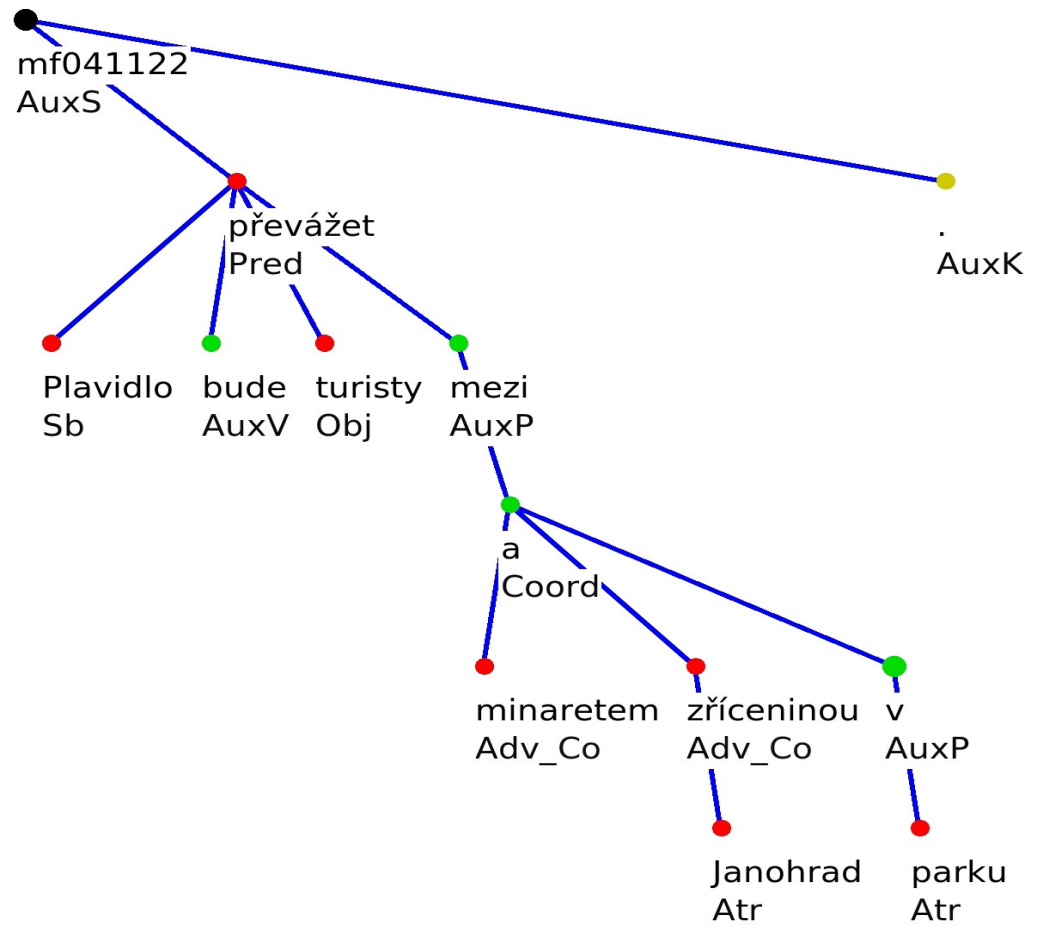 mf041122
AuxS
převážet
Pred
.
AuxK
Plavidlo bude turisty mezi
Sb AuxV Obj AuxP
a
Coord
minaretem zříceninou v
Adv_Co Adv_Co AuxP
Janohrad parku
Atr Atr